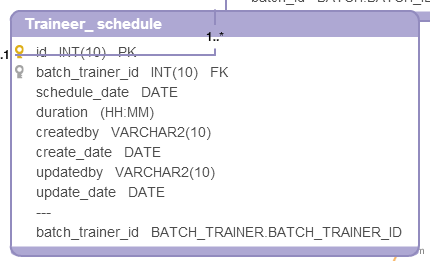 Traineer_ schedule
1..*
.1
id INT(10) PK
batch_trainer_id INT(10) FK
schedule_date DATE
duration (HH:MM)
createdby VARCHAR2(10)
create_date DATE
updatedby VARCHAR2(10)
update_date DATE
---
batch_trainer_id BATCH_TRAINER.BATCH_TRAINER_ID